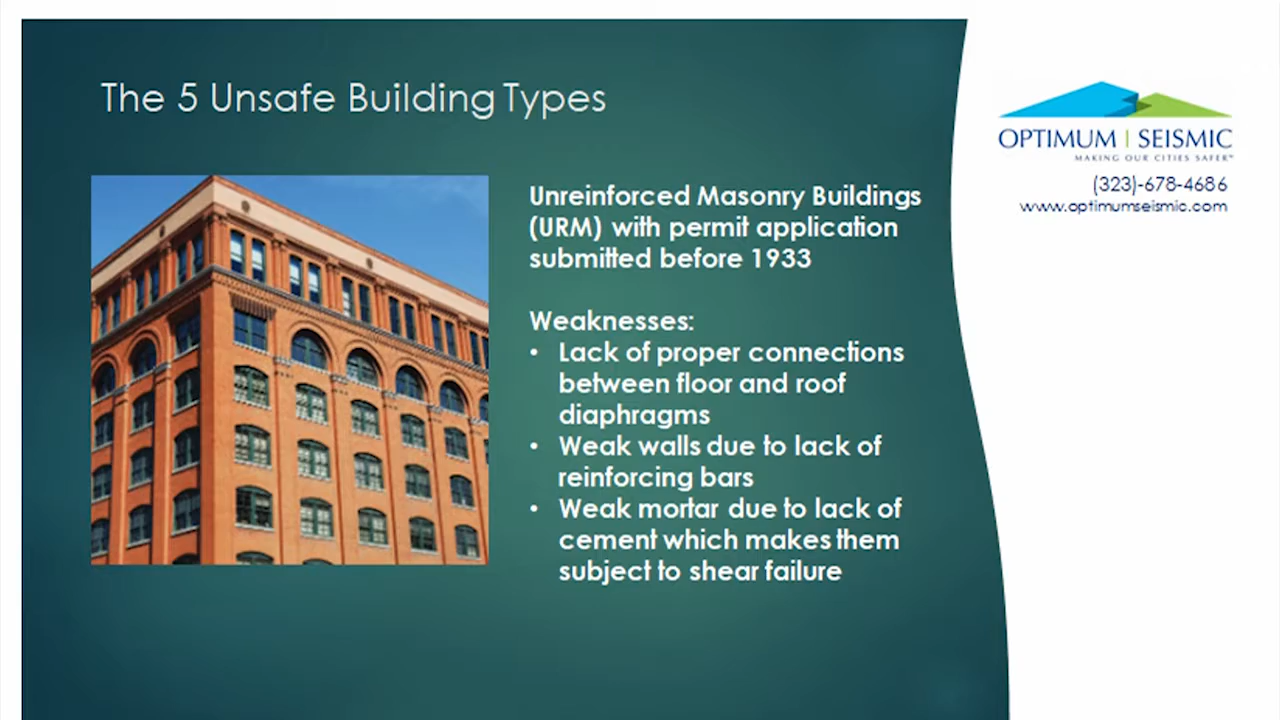 The 5 Unsafe Building Types
Unreinforced Masonry Buildings
(URM) with permit application
submitted before 1933
Weaknesses:
• Lack of proper connections
between floor and roof
diaphragms
• Weak walls due to lack of
reinforcing bars
• Weak mortar due to lack of
cement which makes them
subject to shear failure
OPTIMUM | SEISMIC
MAKING OUR CITIES SAFER™
(323)-678-4686
www.optimumseismic.com